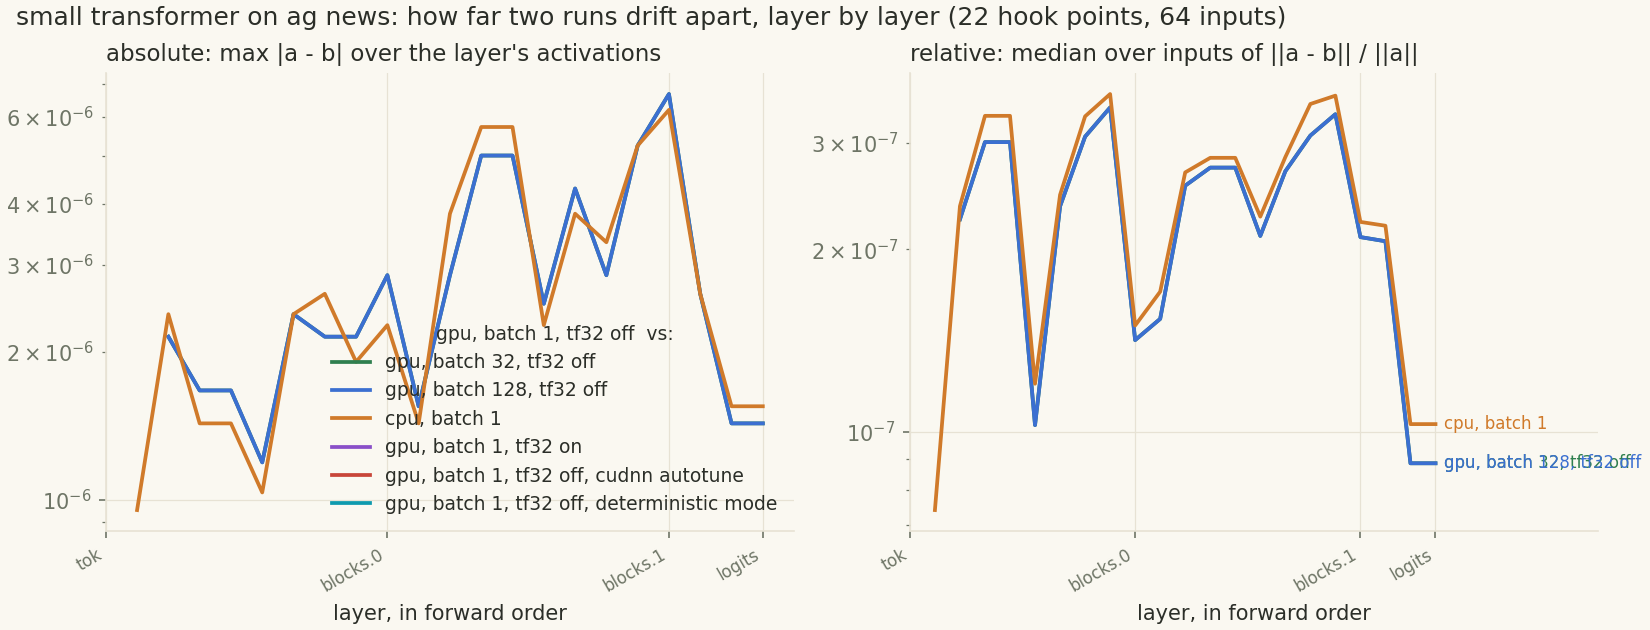 small transformer on ag news: how far two runs drift apart, layer by layer (22 hook points, 64 inputs)
absolute: max |a - b| over the layer's activations
6 × 10⁻⁶
4 × 10⁻⁶
3 × 10⁻⁶
2 × 10⁻⁶
10⁻⁶
gpu, batch 1, tf32 off  vs:
gpu, batch 32, tf32 off
gpu, batch 128, tf32 off
cpu, batch 1
gpu, batch 1, tf32 on
gpu, batch 1, tf32 off, cudnn autotune
gpu, batch 1, tf32 off, deterministic mode
tok
blocks.0
blocks.1
logits
layer, in forward order
relative: median over inputs of ||a - b|| / ||a||
3 × 10⁻⁷
2 × 10⁻⁷
10⁻⁷
cpu, batch 1
gpu, batch 128, tf32 off
tok
blocks.0
blocks.1
logits
layer, in forward order